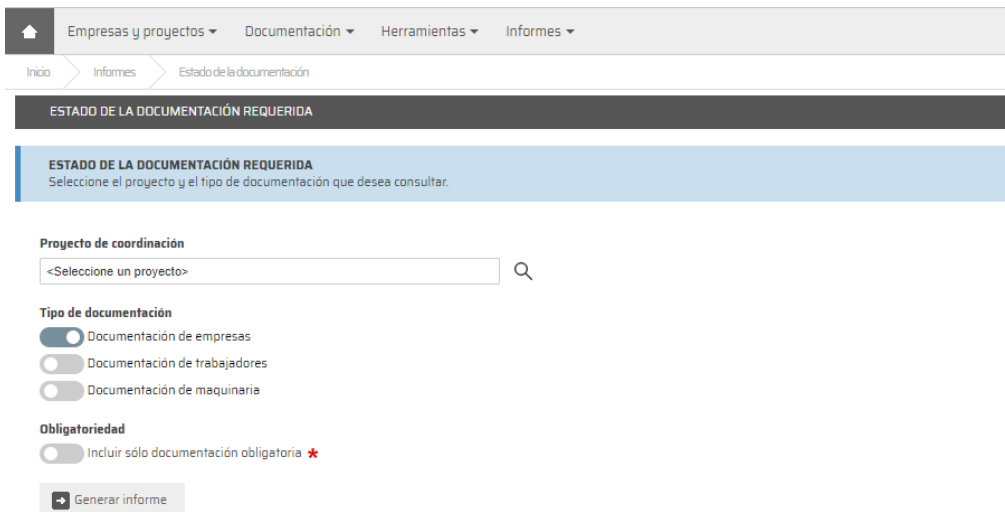 Empresas y proyectos Documentación Herramientas Informes
Inicio Informes Estado de la documentación
ESTADO DE LA DOCUMENTACIÓN REQUERIDA
ESTADO DE LA DOCUMENTACIÓN REQUERIDA
Seleccione el proyecto y el tipo de documentación que desea consultar.
Proyecto de coordinación
<Seleccione un proyecto>
Tipo de documentación
Documentación de empresas
Documentación de trabajadores
Documentación de maquinaria
Obligatoriedad
Incluir sólo documentación obligatoria *
Generar informe